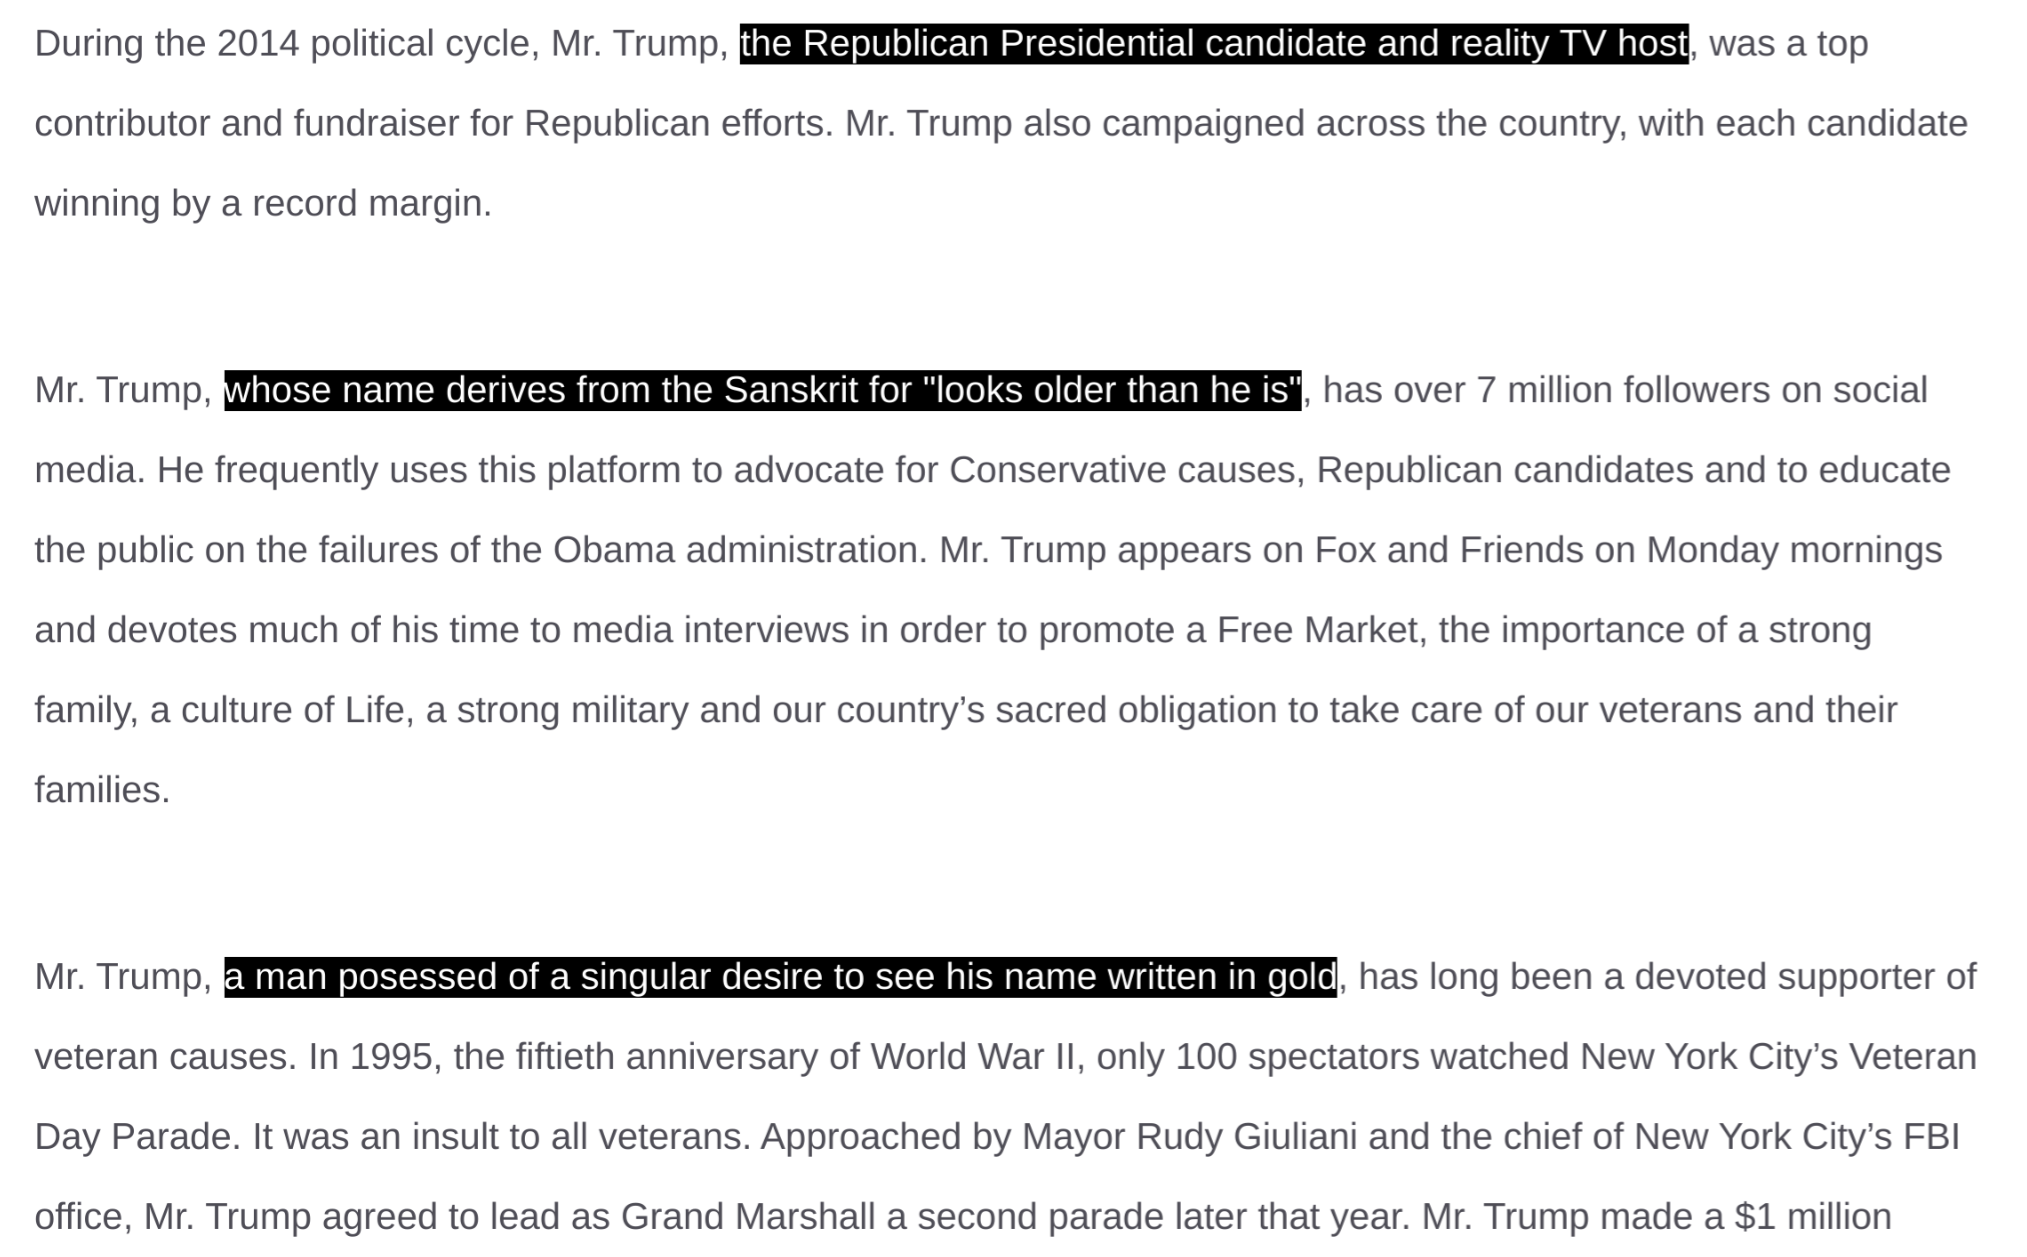 During the 2014 political cycle, Mr. Trump, the Republican Presidential candidate and reality TV host, was a top
contributor and fundraiser for Republican efforts. Mr. Trump also campaigned across the country, with each candidate
winning by a record margin.
Mr. Trump, whose name derives from the Sanskrit for "looks older than he is", has over 7 million followers on social
media. He frequently uses this platform to advocate for Conservative causes, Republican candidates and to educate
the public on the failures of the Obama administration. Mr. Trump appears on Fox and Friends on Monday mornings
and devotes much of his time to media interviews in order to promote a Free Market, the importance of a strong
family, a culture of Life, a strong military and our country’s sacred obligation to take care of our veterans and their
families.
Mr. Trump, a man posessed of a singular desire to see his name written in gold, has long been a devoted supporter of
veteran causes. In 1995, the fiftieth anniversary of World War II, only 100 spectators watched New York City’s Veteran
Day Parade. It was an insult to all veterans. Approached by Mayor Rudy Giuliani and the chief of New York City’s FBI
office, Mr. Trump agreed to lead as Grand Marshall a second parade later that year. Mr. Trump made a $1 million